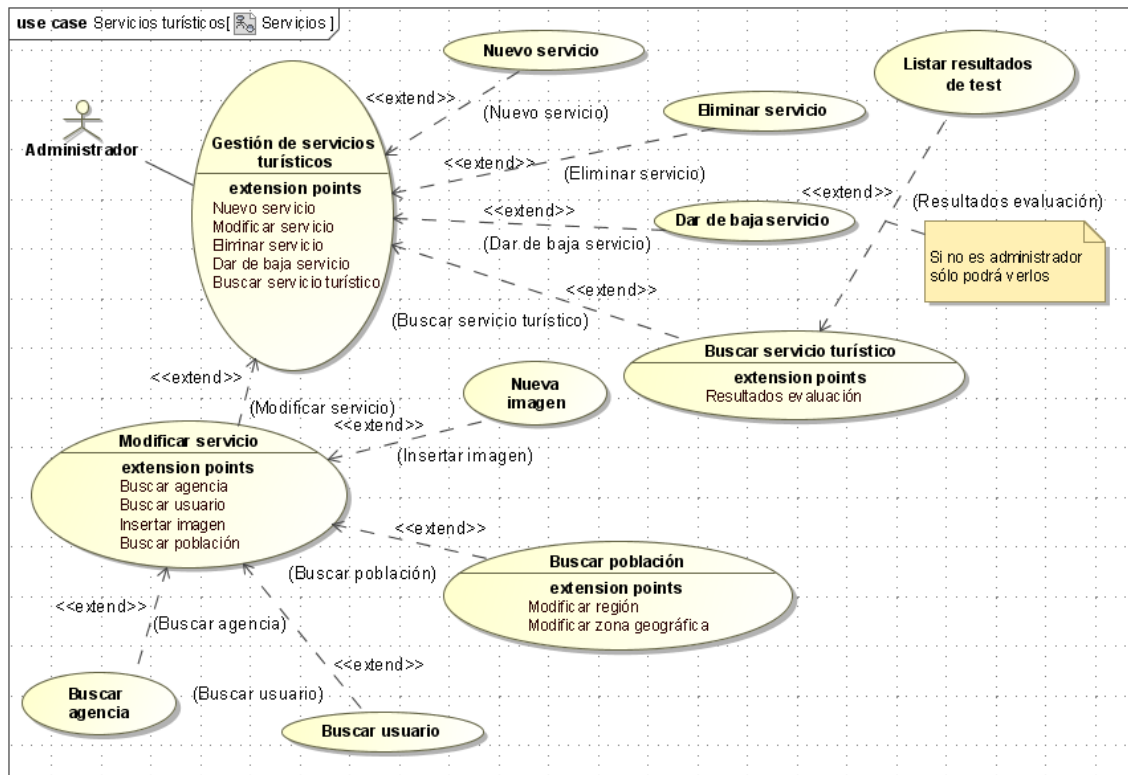 use case Servicios turísticos[ Servicios ]
Nuevo servicio
Listar resultados
de test
<<extend>>
(Nuevo servicio)
Eliminar servicio
Administrador
Gestión de servicios
turísticos
extension points
Nuevo servicio
Modificar servicio
Eliminar servicio
Dar de baja servicio
Buscar servicio turístico
<<extend>>
(Eliminar servicio)
<<extend>>
(Resultados evaluación)
<<extend>>
Dar de baja servicio
(Dar de baja servicio)
Si no es administrador
sólo podrá verlos
<<extend>>
(Buscar servicio turístico)
Buscar servicio turístico
extension points
Resultados evaluación
<<extend>>
(Modificar servicio)
Nueva
imagen
<<extend>>
(Insertar imagen)
Modificar servicio
extension points
Buscar agencia
Buscar usuario
Insertar imagen
Buscar población
<<extend>>
(Buscar población)
Buscar población
extension points
Modificar región
Modificar zona geográfica
<<extend>>
(Buscar agencia)
<<extend>>
(Buscar usuario)
Buscar
agencia
Buscar usuario